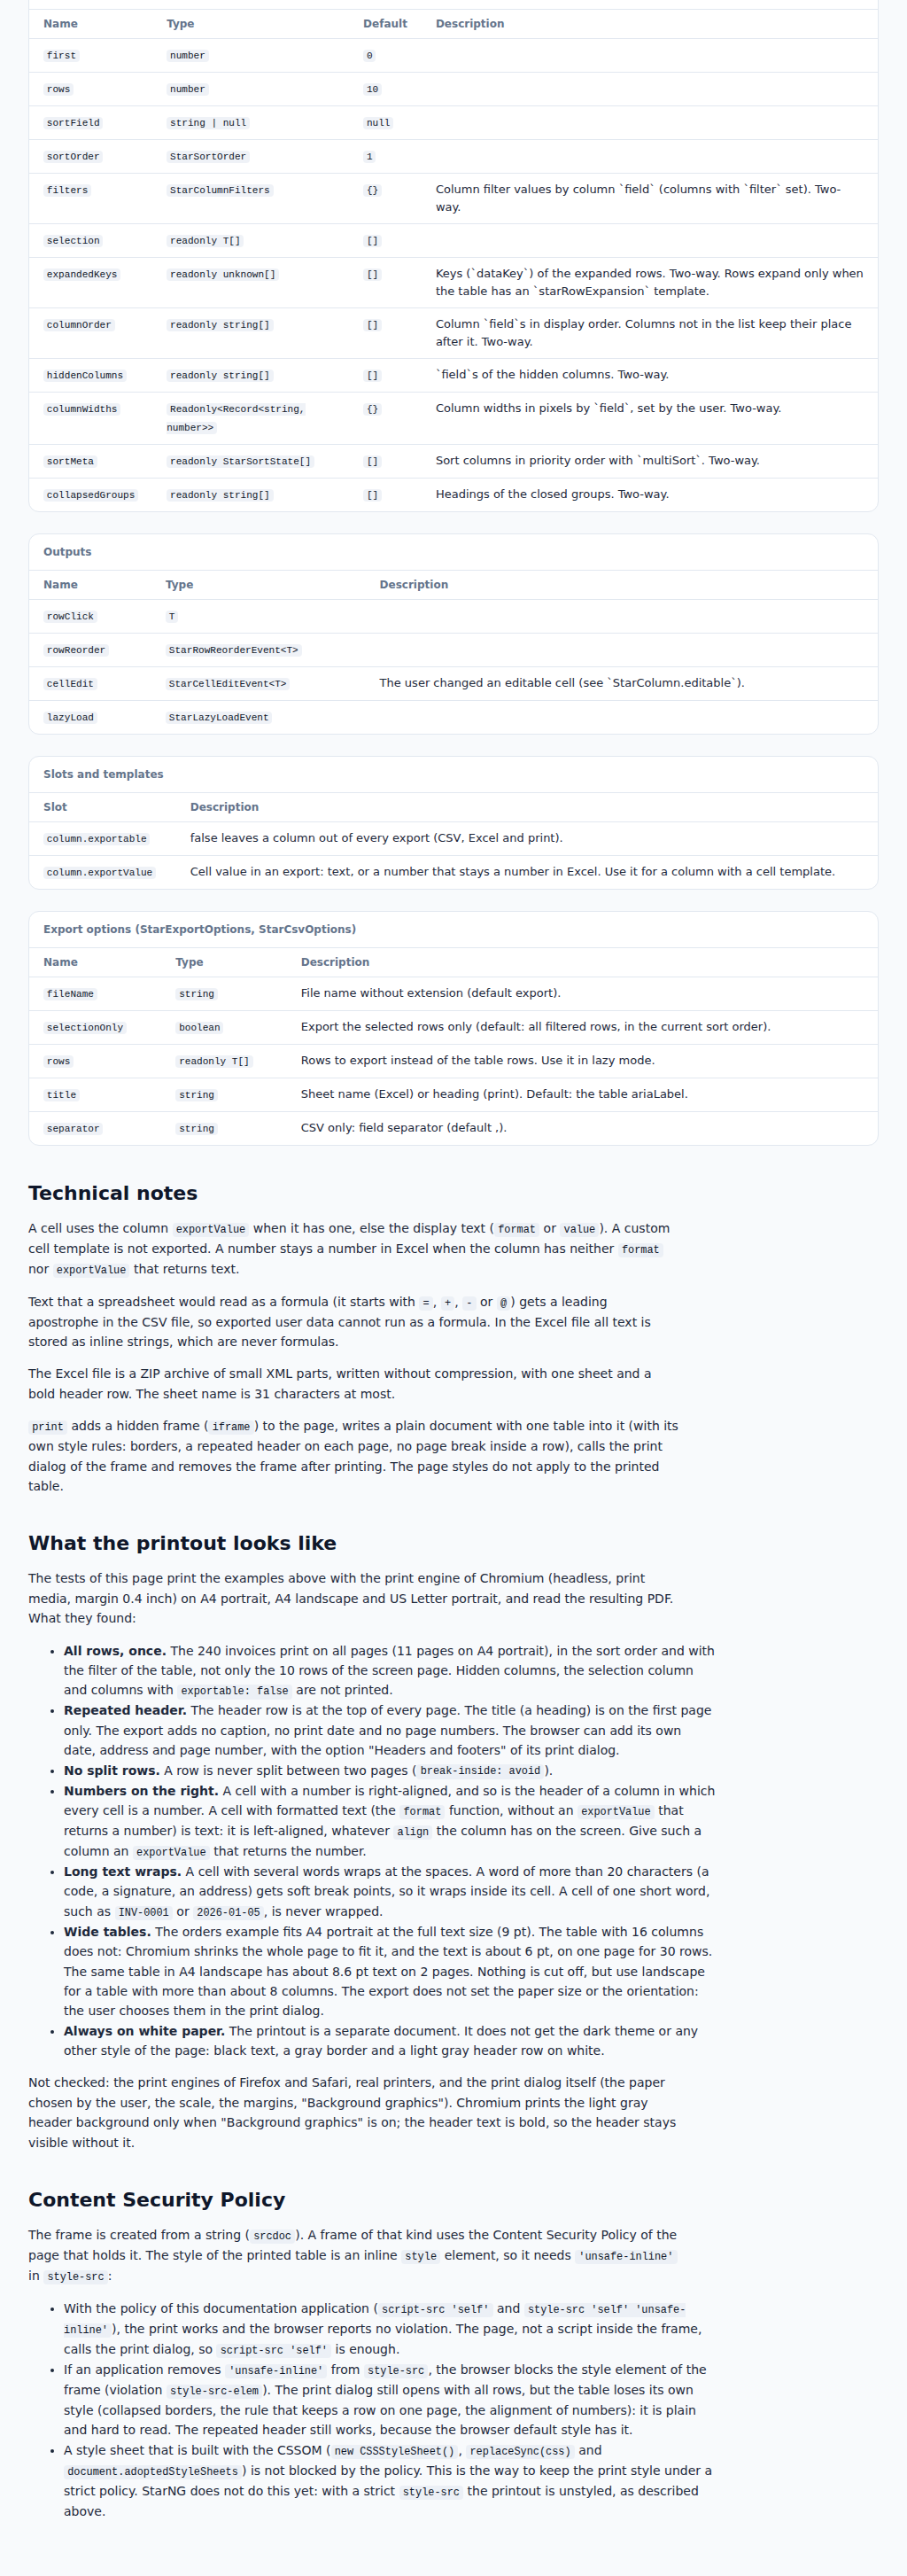 Name Type Default Description
first number 0
rows number 10
sortField string | null null
sortOrder StarSortOrder 1
filters StarColumnFilters {} Column filter values by column `field` (columns with `filter` set). Two-
way.
selection readonly T[] []
expandedKeys readonly unknown[] [] Keys (`dataKey`) of the expanded rows. Two-way. Rows expand only when
the table has an `starRowExpansion` template.
columnOrder readonly string[] [] Column `field`s in display order. Columns not in the list keep their place
after it. Two-way.
hiddenColumns readonly string[] [] `field`s of the hidden columns. Two-way.
columnWidths Readonly<Record<string, {} Column widths in pixels by `field`, set by the user. Two-way.
number>>
sortMeta readonly StarSortState[] [] Sort columns in priority order with `multiSort`. Two-way.
collapsedGroups readonly string[] [] Headings of the closed groups. Two-way.
Outputs
Name Type Description
rowClick T
rowReorder StarRowReorderEvent<T>
cellEdit StarCellEditEvent<T> The user changed an editable cell (see `StarColumn.editable`).
lazyLoad StarLazyLoadEvent
Slots and templates
Slot Description
column.exportable false leaves a column out of every export (CSV, Excel and print).
column.exportValue Cell value in an export: text, or a number that stays a number in Excel. Use it for a column with a cell template.
Export options (StarExportOptions, StarCsvOptions)
Name Type Description
fileName string File name without extension (default export).
selectionOnly boolean Export the selected rows only (default: all filtered rows, in the current sort order).
rows readonly T[] Rows to export instead of the table rows. Use it in lazy mode.
title string Sheet name (Excel) or heading (print). Default: the table ariaLabel.
separator string CSV only: field separator (default ,).
Technical notes
A cell uses the column exportValue when it has one, else the display text ( format or value ). A custom
cell template is not exported. A number stays a number in Excel when the column has neither format
nor exportValue that returns text.
Text that a spreadsheet would read as a formula (it starts with = , + , - or @ ) gets a leading
apostrophe in the CSV file, so exported user data cannot run as a formula. In the Excel file all text is
stored as inline strings, which are never formulas.
The Excel file is a ZIP archive of small XML parts, written without compression, with one sheet and a
bold header row. The sheet name is 31 characters at most.
print adds a hidden frame ( iframe ) to the page, writes a plain document with one table into it (with its
own style rules: borders, a repeated header on each page, no page break inside a row), calls the print
dialog of the frame and removes the frame after printing. The page styles do not apply to the printed
table.
What the printout looks like
The tests of this page print the examples above with the print engine of Chromium (headless, print
media, margin 0.4 inch) on A4 portrait, A4 landscape and US Letter portrait, and read the resulting PDF.
What they found:
• All rows, once. The 240 invoices print on all pages (11 pages on A4 portrait), in the sort order and with
the filter of the table, not only the 10 rows of the screen page. Hidden columns, the selection column
and columns with exportable: false are not printed.
• Repeated header. The header row is at the top of every page. The title (a heading) is on the first page
only. The export adds no caption, no print date and no page numbers. The browser can add its own
date, address and page number, with the option "Headers and footers" of its print dialog.
• No split rows. A row is never split between two pages ( break-inside: avoid ).
• Numbers on the right. A cell with a number is right-aligned, and so is the header of a column in which
every cell is a number. A cell with formatted text (the format function, without an exportValue that
returns a number) is text: it is left-aligned, whatever align the column has on the screen. Give such a
column an exportValue that returns the number.
• Long text wraps. A cell with several words wraps at the spaces. A word of more than 20 characters (a
code, a signature, an address) gets soft break points, so it wraps inside its cell. A cell of one short word,
such as INV-0001 or 2026-01-05 , is never wrapped.
• Wide tables. The orders example fits A4 portrait at the full text size (9 pt). The table with 16 columns
does not: Chromium shrinks the whole page to fit it, and the text is about 6 pt, on one page for 30 rows.
The same table in A4 landscape has about 8.6 pt text on 2 pages. Nothing is cut off, but use landscape
for a table with more than about 8 columns. The export does not set the paper size or the orientation:
the user chooses them in the print dialog.
• Always on white paper. The printout is a separate document. It does not get the dark theme or any
other style of the page: black text, a gray border and a light gray header row on white.
Not checked: the print engines of Firefox and Safari, real printers, and the print dialog itself (the paper
chosen by the user, the scale, the margins, "Background graphics"). Chromium prints the light gray
header background only when "Background graphics" is on; the header text is bold, so the header stays
visible without it.
Content Security Policy
The frame is created from a string ( srcdoc ). A frame of that kind uses the Content Security Policy of the
page that holds it. The style of the printed table is an inline style element, so it needs 'unsafe-inline'
in style-src :
• With the policy of this documentation application ( script-src 'self' and style-src 'self' 'unsafe-
inline' ), the print works and the browser reports no violation. The page, not a script inside the frame,
calls the print dialog, so script-src 'self' is enough.
• If an application removes 'unsafe-inline' from style-src , the browser blocks the style element of the
frame (violation style-src-elem ). The print dialog still opens with all rows, but the table loses its own
style (collapsed borders, the rule that keeps a row on one page, the alignment of numbers): it is plain
and hard to read. The repeated header still works, because the browser default style has it.
• A style sheet that is built with the CSSOM ( new CSSStyleSheet() , replaceSync(css) and
document.adoptedStyleSheets ) is not blocked by the policy. This is the way to keep the print style under a
strict policy. StarNG does not do this yet: with a strict style-src the printout is unstyled, as described
above.